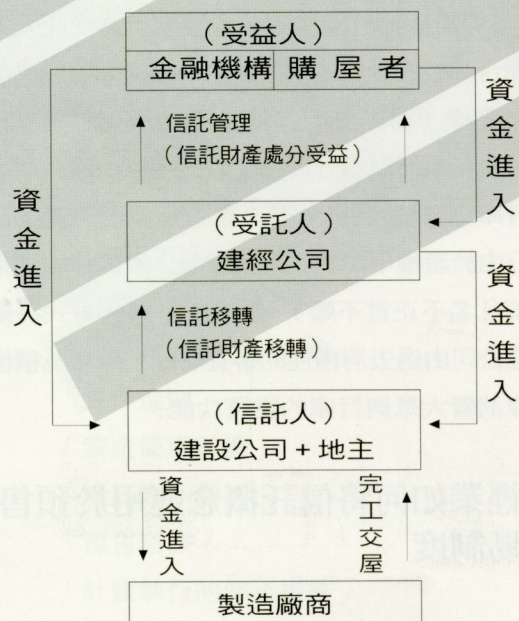 (受益人)
金融機構 購屋者
信託管理
(信託財產處分受益)
資金進入
資金進入
(受託人)
建經公司
信託移轉
(信託財產移轉)
資金進入
(信託人)
建設公司+地主
資金進入
完工交屋
製造廠商